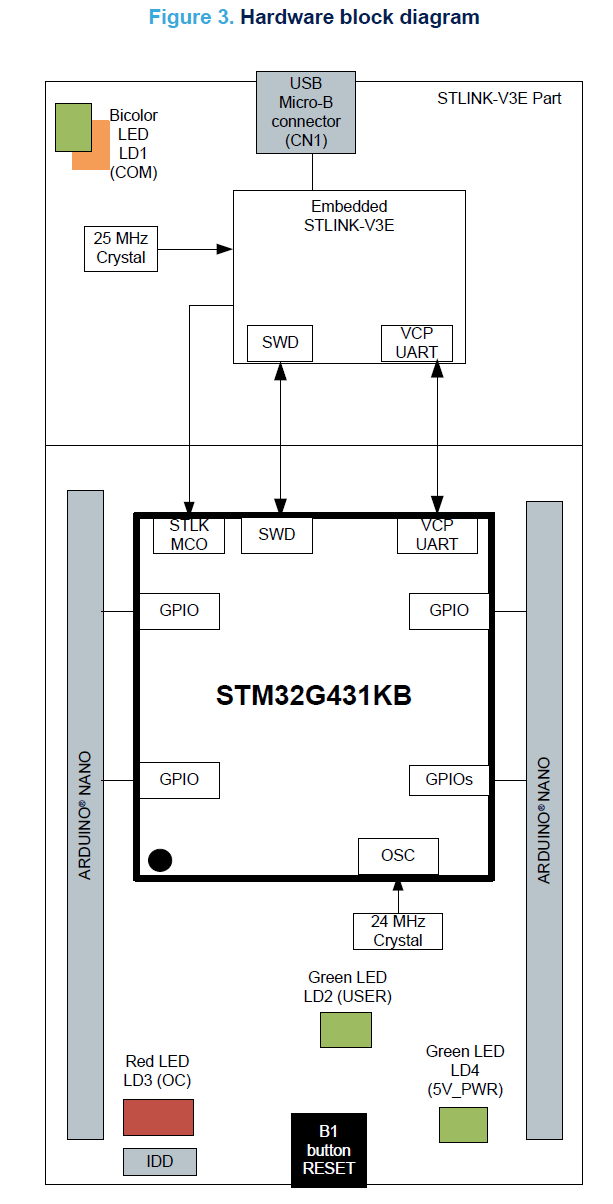 Figure 3. Hardware block diagram
USB
Micro-B
connector
(CN1)
STLINK-V3E Part
Bicolor
LED
LD1
(COM)
Embedded
STLINK-V3E
25 MHz
Crystal
SWD
VCP
UART
STLK
MCO
SWD
VCP
UART
GPIO
GPIO
STM32G431KB
GPIO
GPIOs
ARDUINO® NANO
ARDUINO® NANO
OSC
24 MHz
Crystal
Green LED
LD2 (USER)
Red LED
LD3 (OC)
Green LED
LD4
(5V_PWR)
B1
button
RESET
IDD